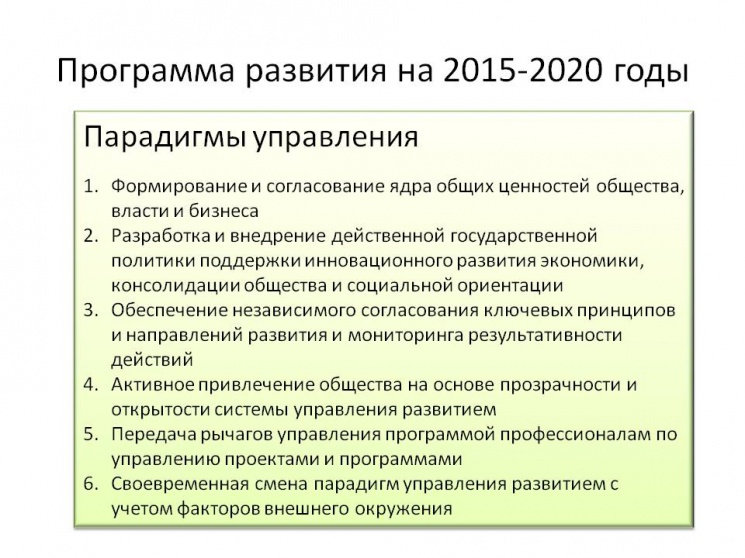 Программа развития на 2015-2020 годы
Парадигмы управления
1. Формирование и согласование ядра общих ценностей общества,
власти и бизнеса
2. Разработка и внедрение действенной государственной
политики поддержки инновационного развития экономики,
консолидации общества и социальной ориентации
3. Обеспечение независимого согласования ключевых принципов
и направлений развития и мониторинга результативности
действий
4. Активное привлечение общества на основе прозрачности и
открытости системы управления развитием
5. Передача рычагов управления программой профессионалам по
управлению проектами и программами
6. Своевременная смена парадигм управления развитием с
учетом факторов внешнего окружения